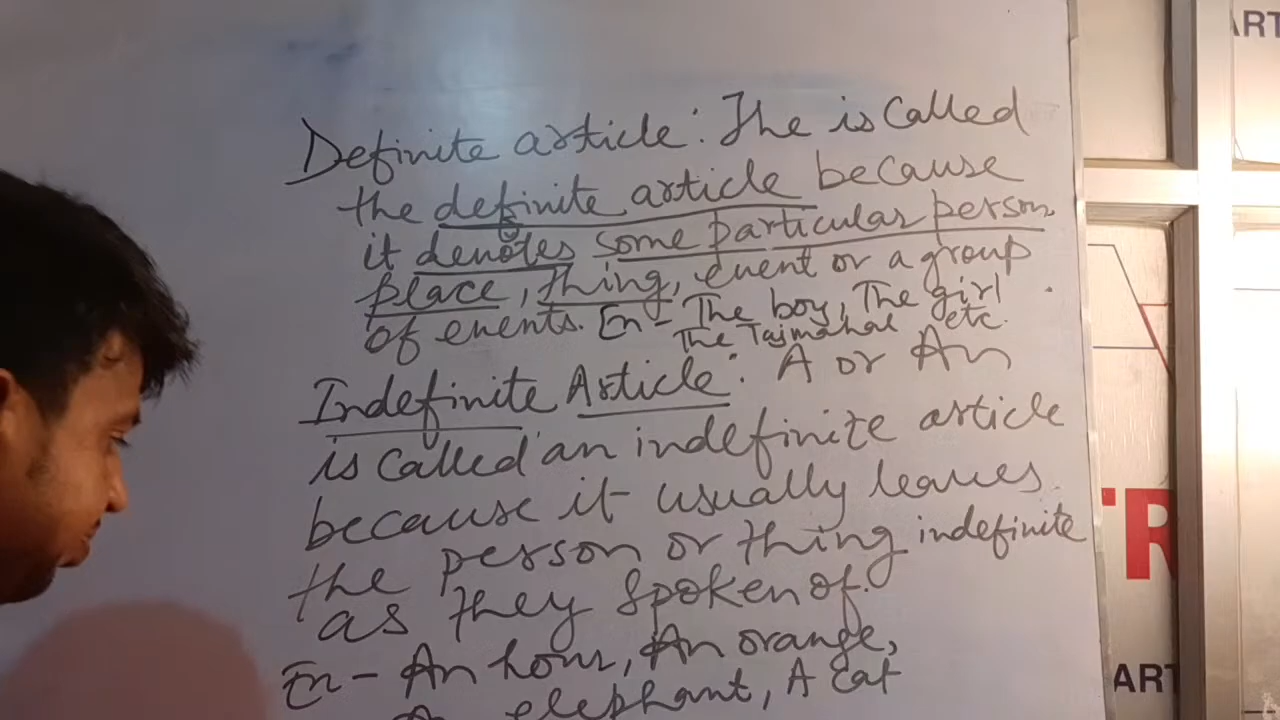 Definite article: The is called
the definite article because
it denotes some particular person
place, thing, event or a group
of events. Ex - The boy, The girl
The Tajmahal etc.
Indefinite Article: A or An
is called an indefinite article
because it usually leaves
the person or thing indefinite
as they spoken of.
Ex - An hour, An orange,
An elephant, A Cat
ART
TR
ART